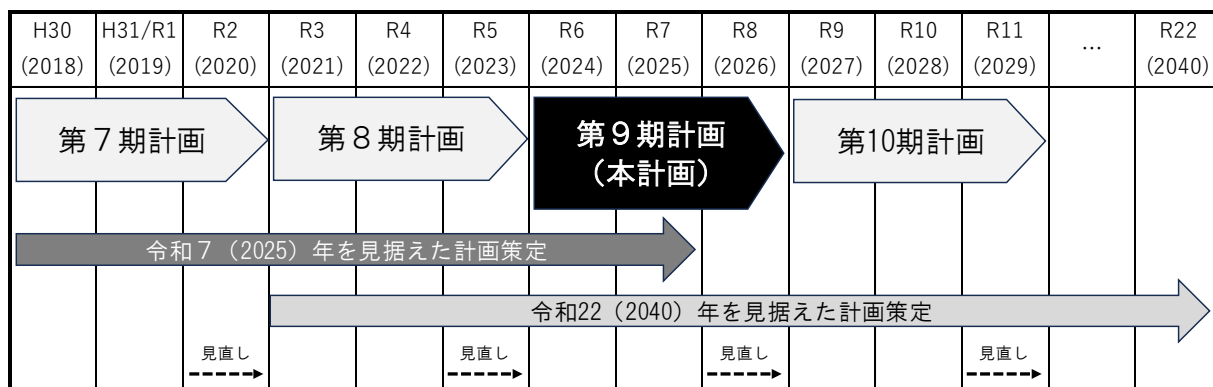 H30 H31/R1 R2 R3 R4 R5 R6 R7 R8 R9 R10 R11 … R22
(2018) (2019) (2020) (2021) (2022) (2023) (2024) (2025) (2026) (2027) (2028) (2029) (2040)
第７期計画 第８期計画 第９期計画 第10期計画
（本計画）
令和７（2025）年を見据えた計画策定
令和22（2040）年を見据えた計画策定
見直し 見直し 見直し 見直し